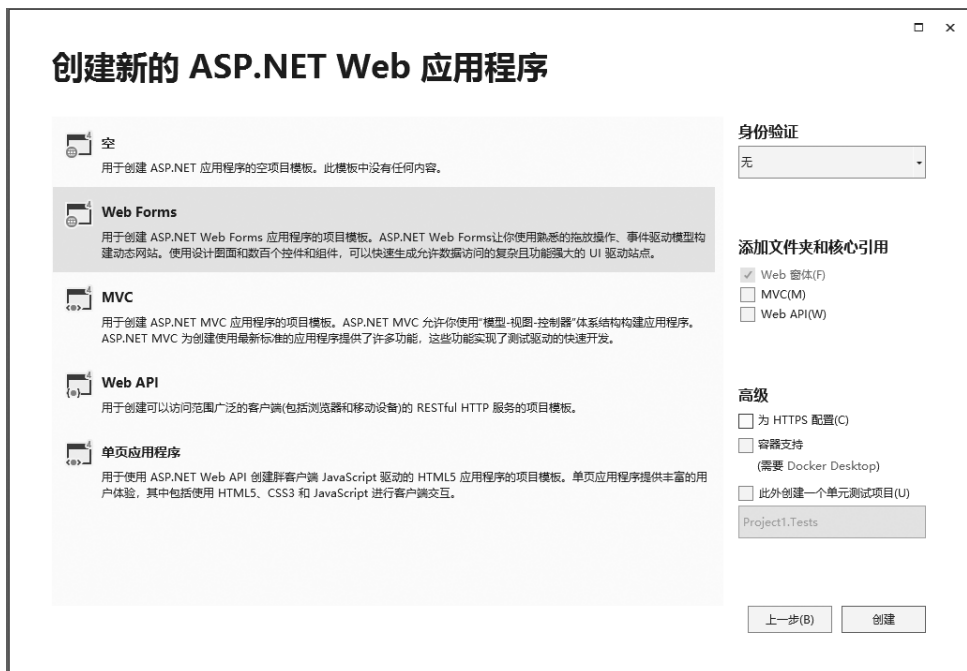 创建新的 ASP.NET Web 应用程序
空
用于创建 ASP.NET 应用程序的空项目模板。此模板中没有任何内容。
Web Forms
用于创建 ASP.NET Web Forms 应用程序的项目模板。ASP.NET Web Forms让你使用熟悉的拖放操作、事件驱动模型构
建动态网站。使用设计图面和数百个控件和组件，可以快速生成允许数据访问的复杂且功能强大的 UI 驱动站点。
MVC
用于创建 ASP.NET MVC 应用程序的项目模板。ASP.NET MVC 允许你使用“模型-视图-控制器”体系结构构建应用程序。
ASP.NET MVC 为创建使用最新标准的应用程序提供了许多功能，这些功能实现了测试驱动的快速开发。
Web API
用于创建可以访问范围广泛的客户端(包括浏览器和移动设备)的 RESTful HTTP 服务的项目模板。
单页应用程序
用于使用 ASP.NET Web API 创建胖客户端 JavaScript 驱动的 HTML5 应用程序的项目模板。单页应用程序提供丰富的用
户体验，其中包括使用 HTML5、CSS3 和 JavaScript 进行客户端交互。
身份验证
无
添加文件夹和核心引用
Web 窗体(F)
MVC(M)
Web API(W)
高级
为 HTTPS 配置(C)
容器支持
(需要 Docker Desktop)
此外创建一个单元测试项目(U)
Project1.Tests
上一步(B)
创建